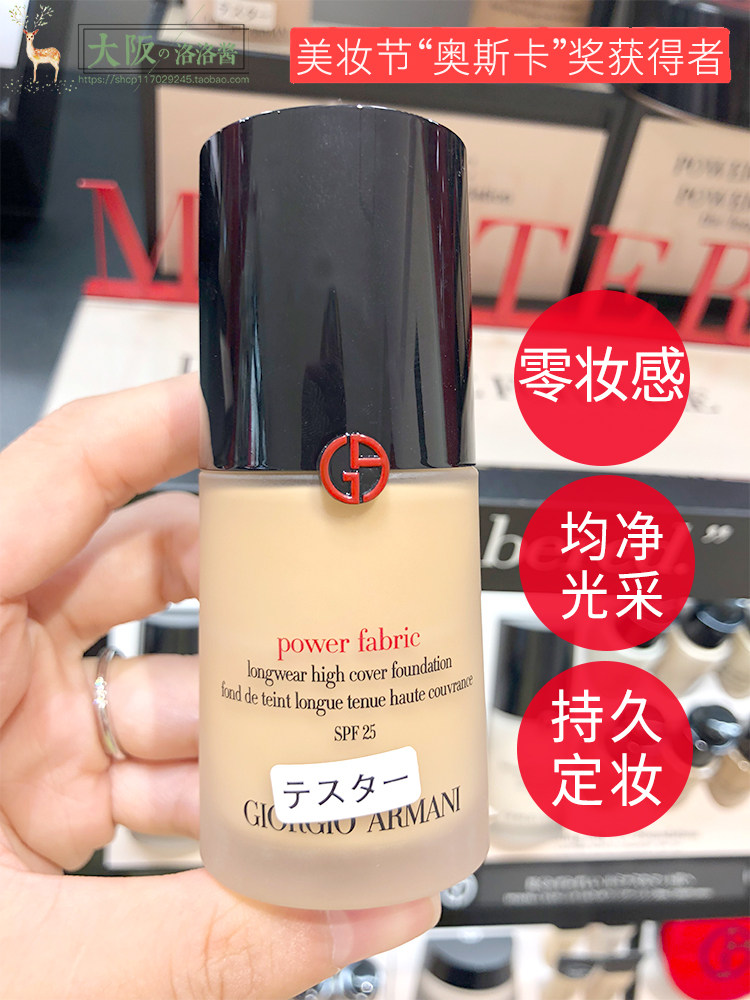 大阪の洛洛酱
https://shop117029245.taobao.com
美妆节“奥斯卡”奖获得者
零妆感
均净
光采
持久
定妆
power fabric
longwear high cover foundation
fond de teint longue tenue haute couvrance
SPF 25
テスター
GIORGIO ARMANI